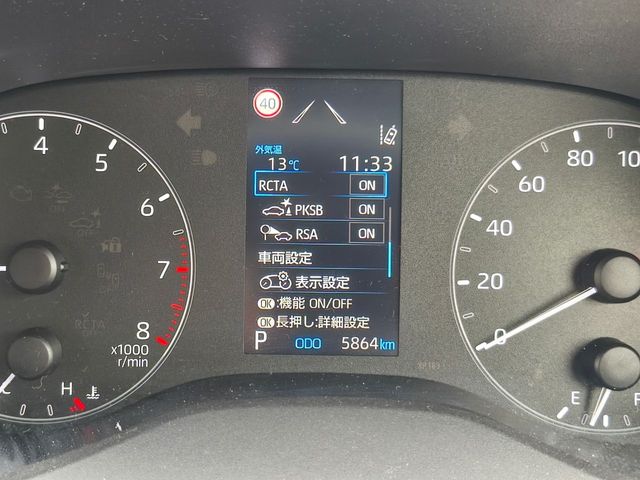 40
外気温
13℃ 11:33
RCTA ON
PKSB ON
RSA ON
車両設定
表示設定
OK:機能 ON/OFF
OK長押し:詳細設定
P ODO 5864km
4
5
6
7
8
x1000
r/min
H
0
20
40
60
80
E
OFF
RCTA